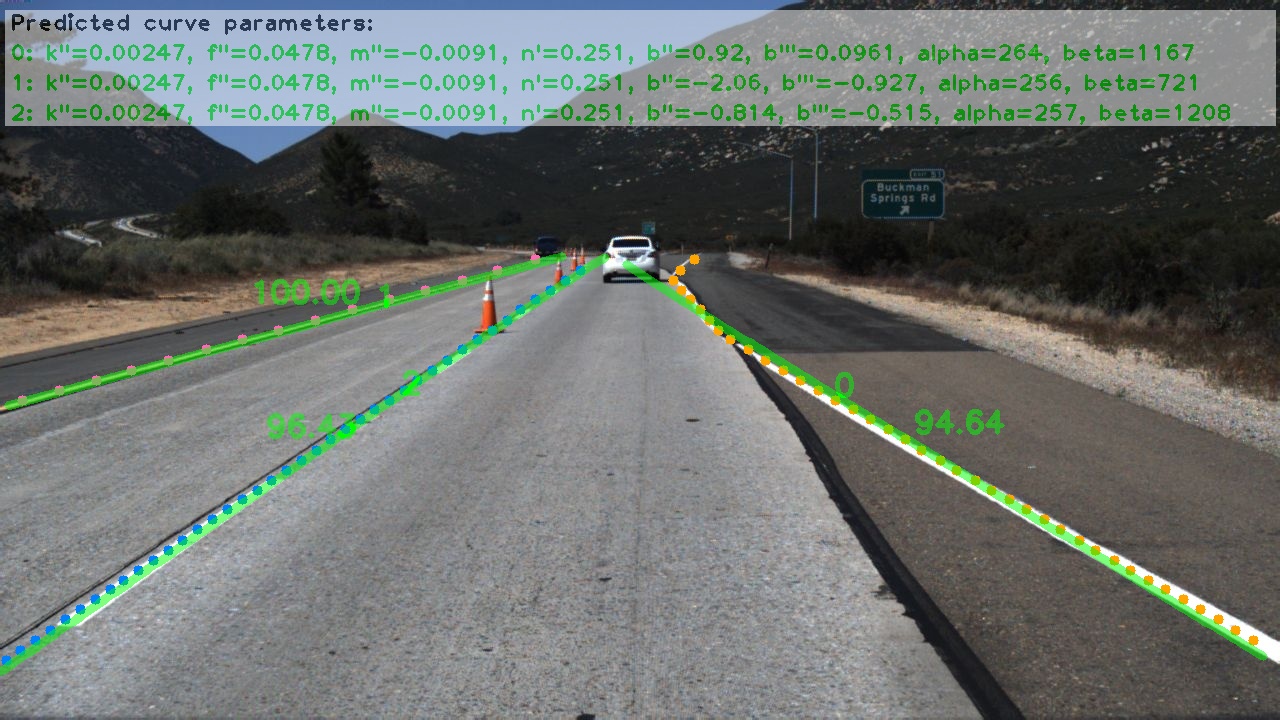 Predicted curve parameters:
0: k''=0.00247, f''=0.0478, m''=−0.0091, n'=0.251, b''=0.92, b'''=0.0961, alpha=264, beta=1167
1: k''=0.00247, f''=0.0478, m''=−0.0091, n'=0.251, b''=−2.06, b'''=−0.927, alpha=256, beta=721
2: k''=0.00247, f''=0.0478, m''=−0.0091, n'=0.251, b''=−0.814, b'''=−0.515, alpha=257, beta=1208
EXIT 51
Buckman
Springs Rd
100.00 1
2
0
94.64